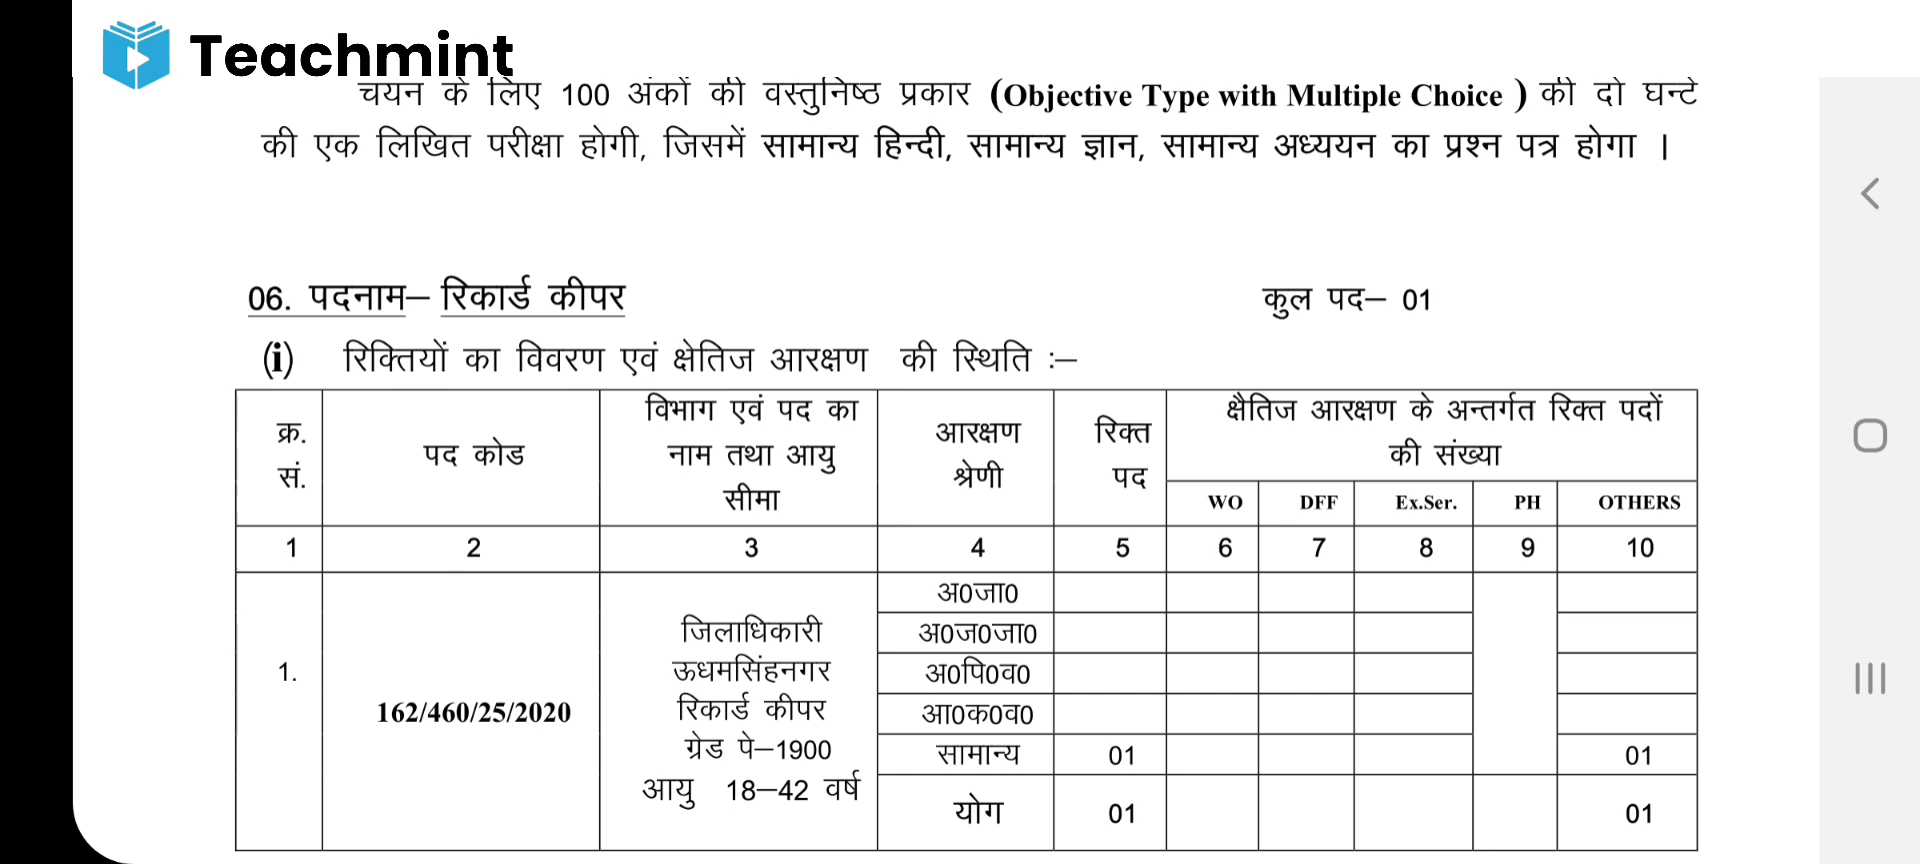 Teachmint
चयन के लिए 100 अंकों की वस्तुनिष्ठ प्रकार (Objective Type with Multiple Choice ) की दो घन्टे
की एक लिखित परीक्षा होगी, जिसमें सामान्य हिन्दी, सामान्य ज्ञान, सामान्य अध्ययन का प्रश्न पत्र होगा ।
06. पदनाम– रिकार्ड कीपर कुल पद– 01
(i) रिक्तियों का विवरण एवं क्षेतिज आरक्षण की स्थिति :–
क्र. सं. पद कोड विभाग एवं पद का नाम तथा आयु सीमा आरक्षण श्रेणी रिक्त पद क्षैतिज आरक्षण के अन्तर्गत रिक्त पदों की संख्या
WO DFF Ex.Ser. PH OTHERS
1 2 3 4 5 6 7 8 9 10
1. 162/460/25/2020
जिलाधिकारी
ऊधमसिंहनगर
रिकार्ड कीपर
ग्रेड पे–1900
आयु 18–42 वर्ष
अ0जा0
अ0ज0जा0
अ0पि0व0
आ0क0व0
सामान्य 01 01
योग 01 01